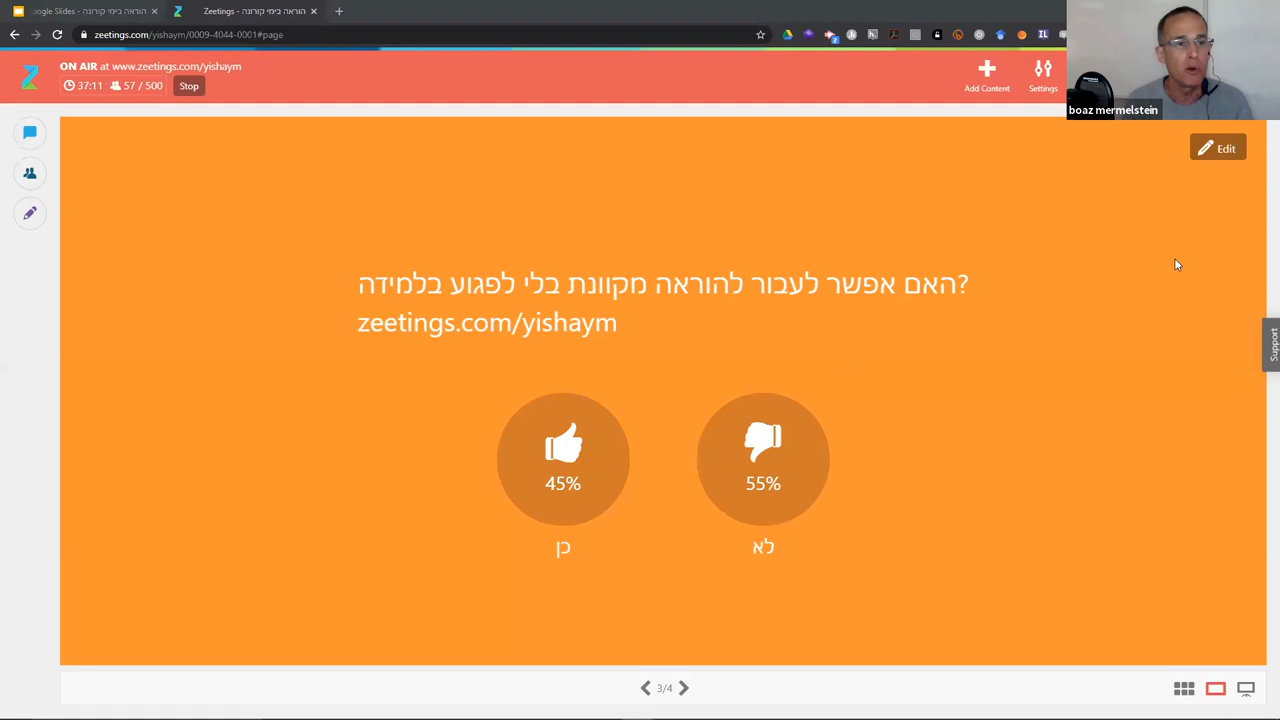 oogle Slides - הוראה בימי קורונה
Zeetings - הוראה בימי קורונה
zeetings.com/yishaym/0009-4044-0001#page
ON AIR at www.zeetings.com/yishaym
37:11
57 / 500
Stop
Add Content
Settings
boaz mermelstein
Edit
האם אפשר לעבור להוראה מקוונת בלי לפגוע בלמידה?
zeetings.com/yishaym
45%
55%
כן
לא
Support
3/4